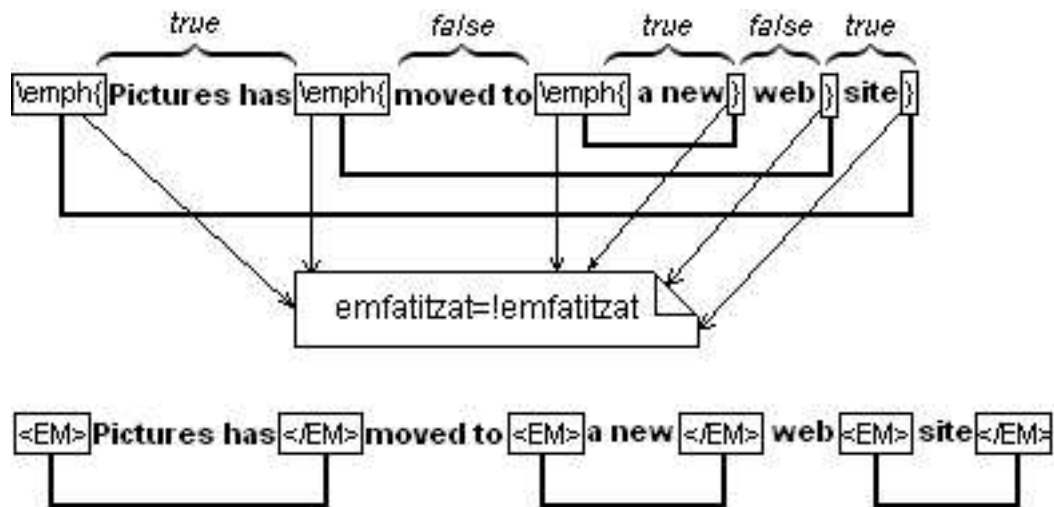 true false true false true
\emph{ Pictures has \emph{ moved to \emph{ a new } web } site }
emfatitzat=!emfatitzat
<EM> Pictures has </EM> moved to <EM> a new </EM> web <EM> site </EM>